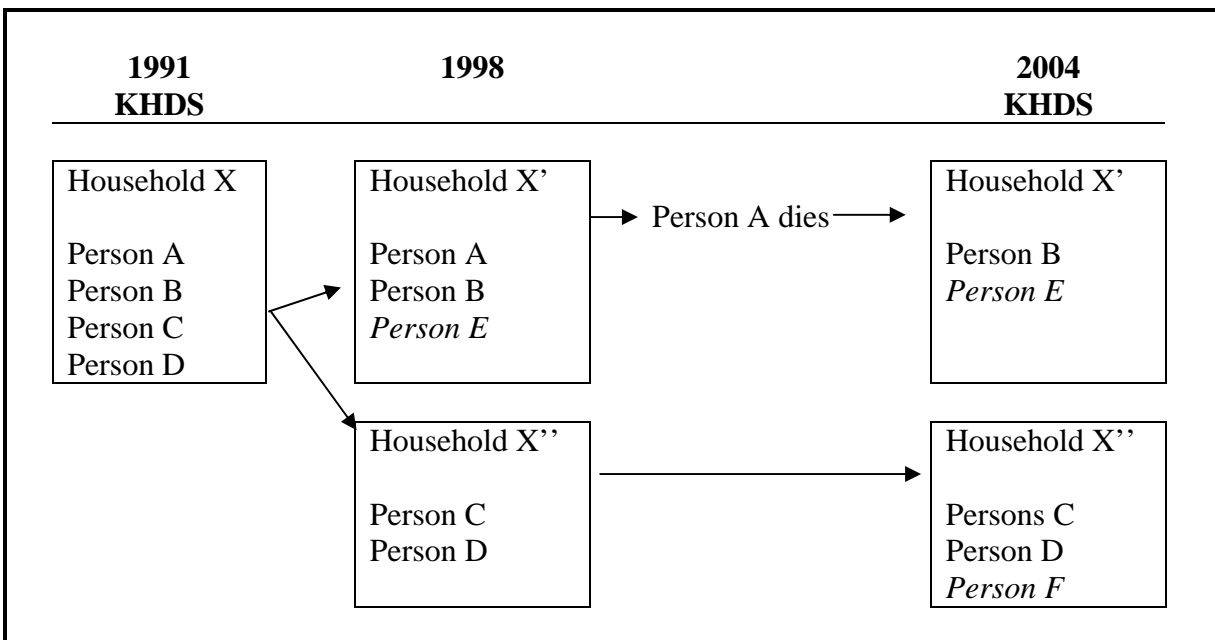 1991
KHDS
1998
2004
KHDS
Household X
Person A
Person B
Person C
Person D
Household X’
Person A
Person B
Person E
Person A dies
Household X’
Person B
Person E
Household X’’
Person C
Person D
Household X’’
Persons C
Person D
Person F